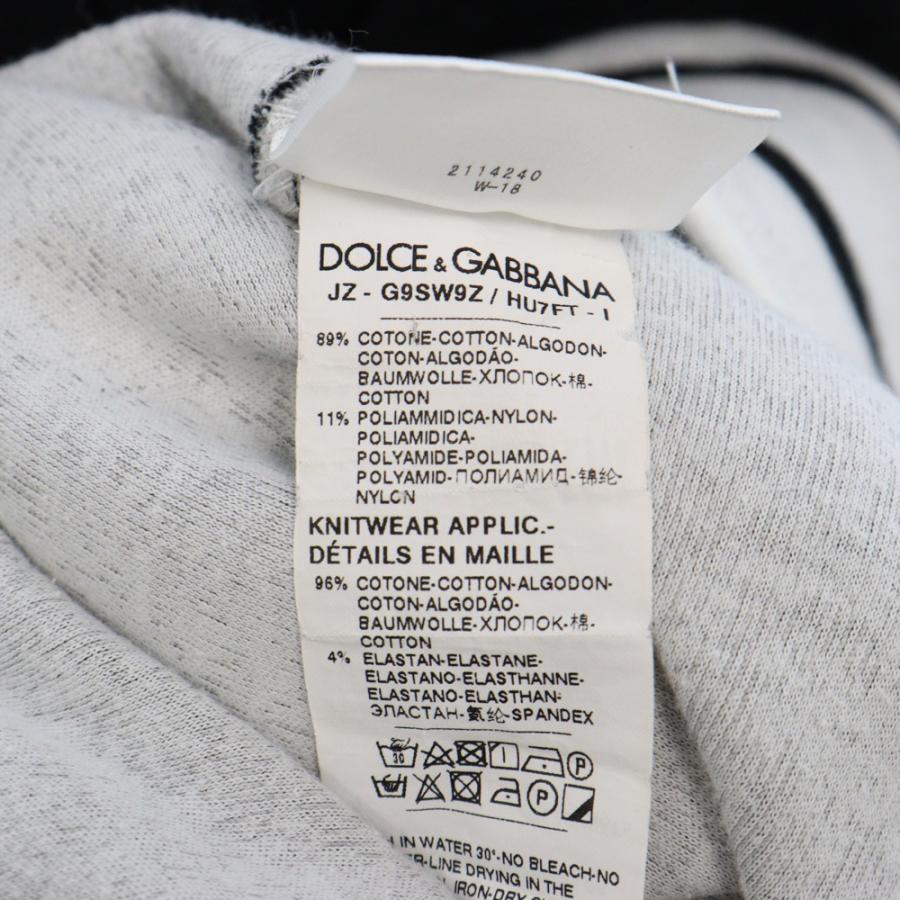 2114240
W-18
DOLCE & GABBANA
JZ - G9SW9Z / HU7FT - I
89% COTONE-COTTON-ALGODON-
COTON-ALGODÃO-
BAUMWOLLE-ХЛОПОК-棉-
COTTON
11% POLIAMMIDICA-NYLON-
POLIAMIDICA-
POLYAMIDE-POLIAMIDA-
POLYAMID-ПОЛИАМИД-锦纶-
NYLON
KNITWEAR APPLIC.-
DÉTAILS EN MAILLE
96% COTONE-COTTON-ALGODON-
COTON-ALGODÃO-
BAUMWOLLE-ХЛОПОК-棉-
COTTON
4% ELASTAN-ELASTANE-
ELASTANO-ELASTHANNE-
ELASTANO-ELASTHAN-
ЭЛАСТАН-氨纶-SPANDEX
30 P
P
IN WATER 30°-NO BLEACH-NO
-LINE DRYING IN THE
IRON-DRY